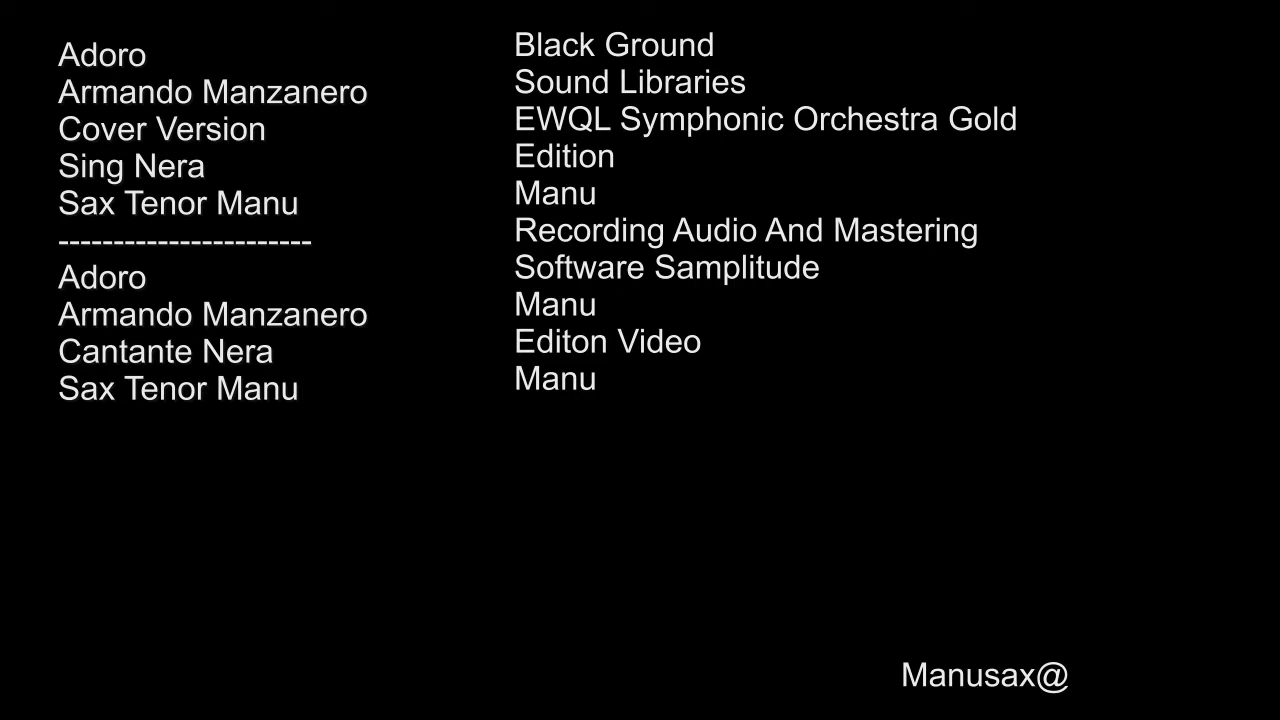 Adoro
Armando Manzanero
Cover Version
Sing Nera
Sax Tenor Manu
-----------------------
Adoro
Armando Manzanero
Cantante Nera
Sax Tenor Manu
Black Ground
Sound Libraries
EWQL Symphonic Orchestra Gold
Edition
Manu
Recording Audio And Mastering
Software Samplitude
Manu
Editon Video
Manu
Manusax@